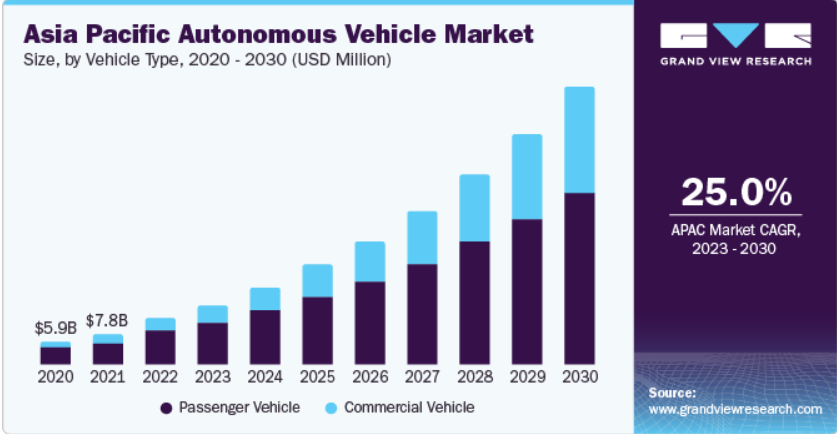 Asia Pacific Autonomous Vehicle Market
Size, by Vehicle Type, 2020 - 2030 (USD Million)
$5.9B $7.8B
2020 2021 2022 2023 2024 2025 2026 2027 2028 2029 2030
Passenger Vehicle Commercial Vehicle
GRAND VIEW RESEARCH
25.0%
APAC Market CAGR,
2023 - 2030
Source:
www.grandviewresearch.com